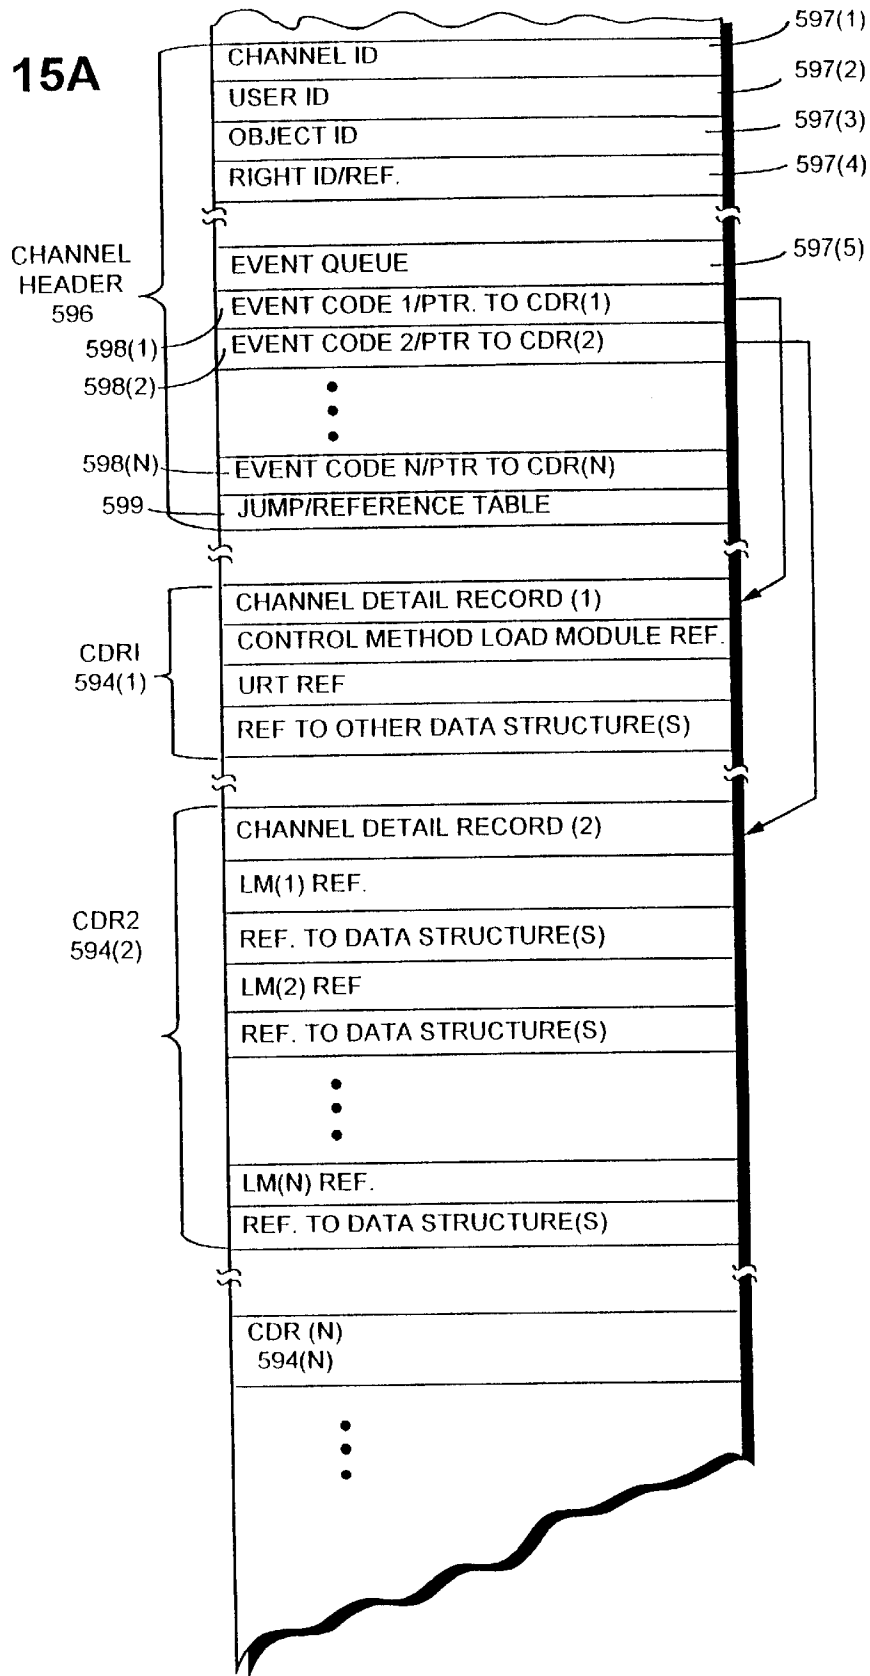 15A
CHANNEL ID
597(1)
USER ID
597(2)
OBJECT ID
597(3)
RIGHT ID/REF.
597(4)
CHANNEL
HEADER
596
EVENT QUEUE
597(5)
EVENT CODE 1/PTR. TO CDR(1)
598(1)
EVENT CODE 2/PTR TO CDR(2)
598(2)
598(N)
EVENT CODE N/PTR TO CDR(N)
599
JUMP/REFERENCE TABLE
CHANNEL DETAIL RECORD (1)
CONTROL METHOD LOAD MODULE REF.
CDRI
594(1)
URT REF
REF TO OTHER DATA STRUCTURE(S)
CHANNEL DETAIL RECORD (2)
LM(1) REF.
CDR2
594(2)
REF. TO DATA STRUCTURE(S)
LM(2) REF
REF. TO DATA STRUCTURE(S)
LM(N) REF.
REF. TO DATA STRUCTURE(S)
CDR (N)
594(N)